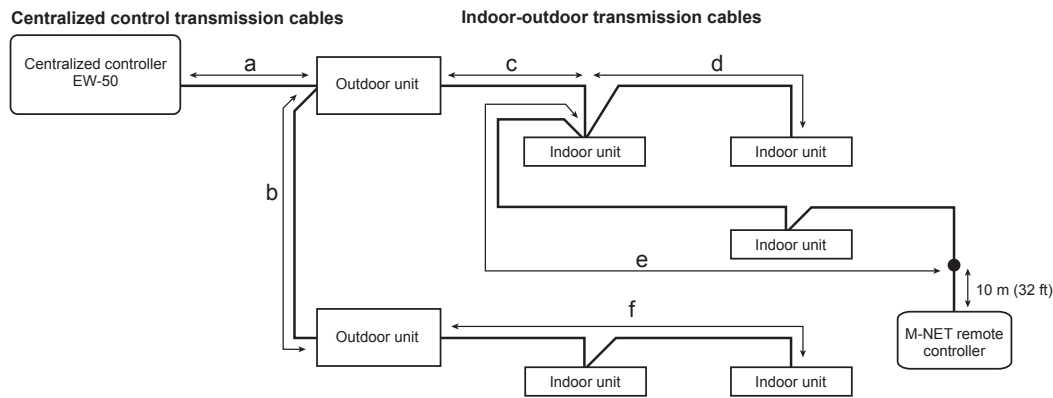 Centralized control transmission cables
Indoor-outdoor transmission cables
Centralized controller
EW-50
a
Outdoor unit
c
d
Indoor unit
Indoor unit
b
Indoor unit
e
10 m (32 ft)
M-NET remote
controller
Outdoor unit
f
Indoor unit
Indoor unit